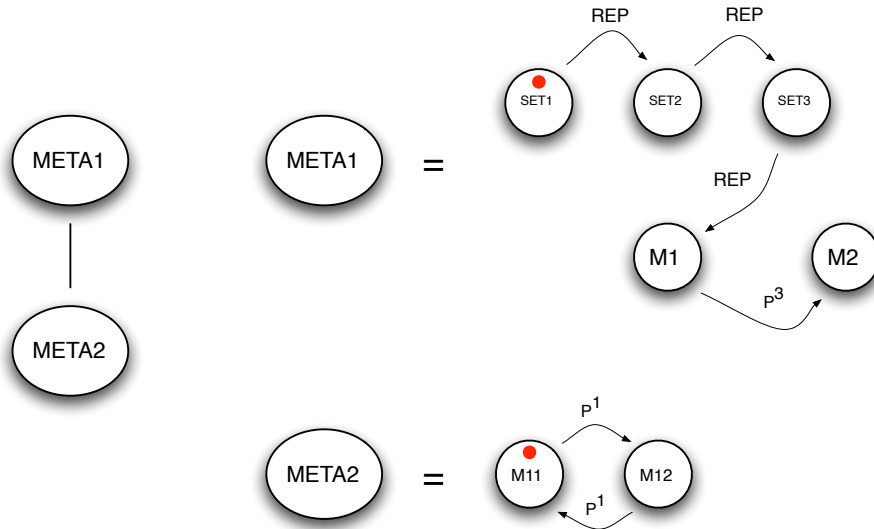 REP
REP
SET1
SET2
SET3
META1
META1
=
REP
M1
M2
P3
META2
P1
META2
=
M11
M12
P1